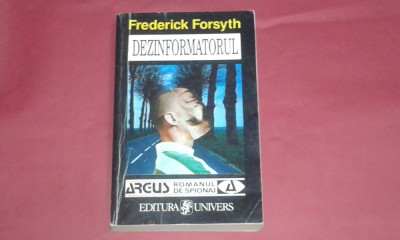 Frederick Forsyth
DEZINFORMATORUL
ARGUS ROMANUL DE SPIONAJ A
EDITURA UNIVERS